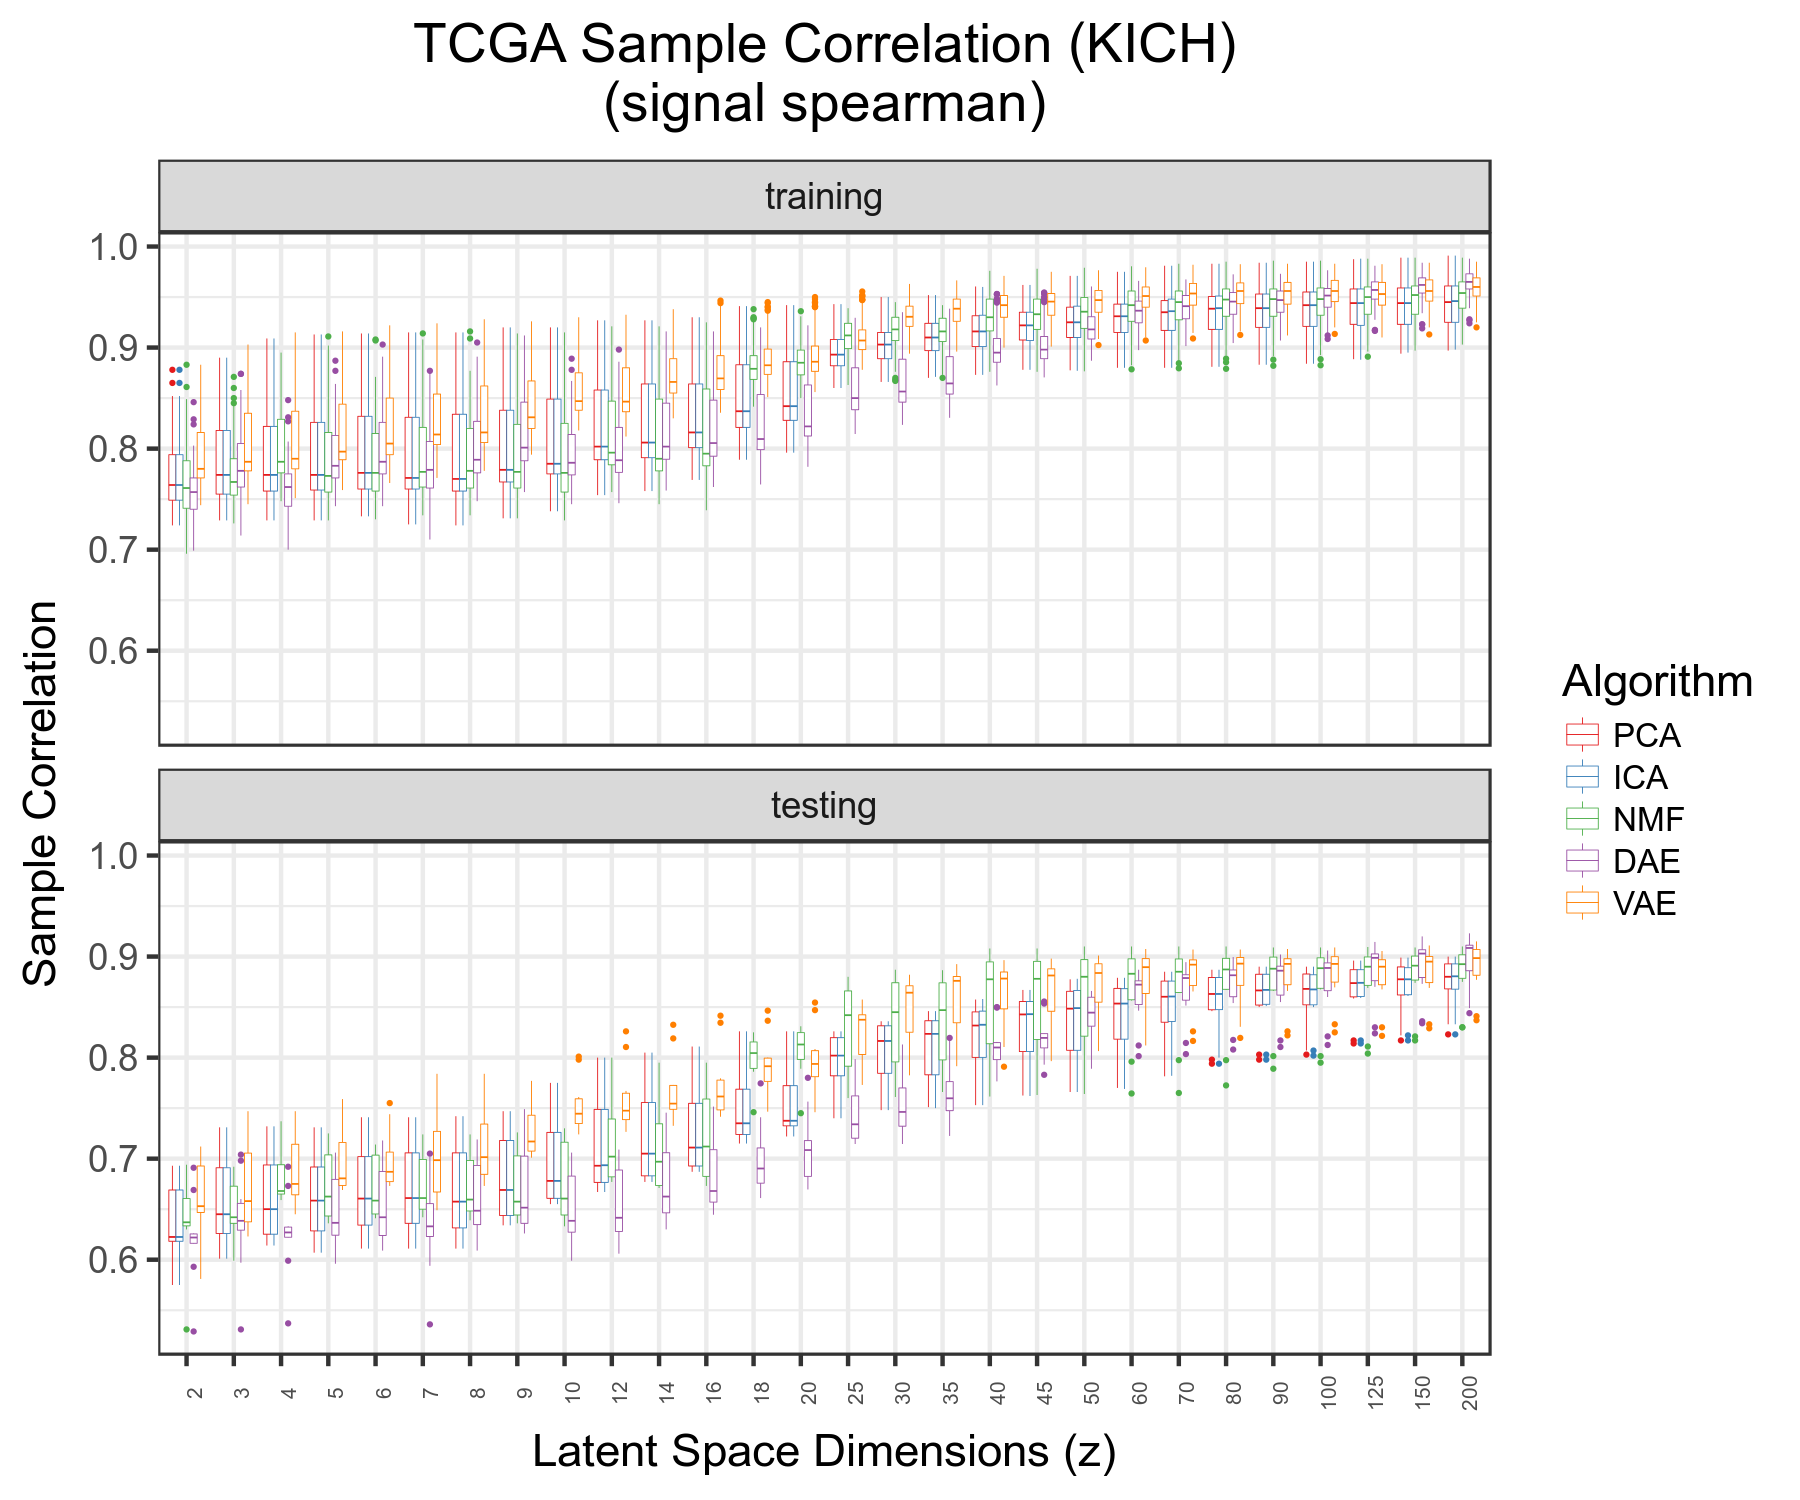 TCGA Sample Correlation (KICH)
(signal spearman)
training
1.0
0.9
0.8
0.7
0.6
Sample Correlation
testing
1.0
0.9
0.8
0.7
0.6
2 3 4 5 6 7 8 9 10 12 14 16 18 20 25 30 35 40 45 50 60 70 80 90 100 125 150 200
Latent Space Dimensions (z)
Algorithm
PCA
ICA
NMF
DAE
VAE